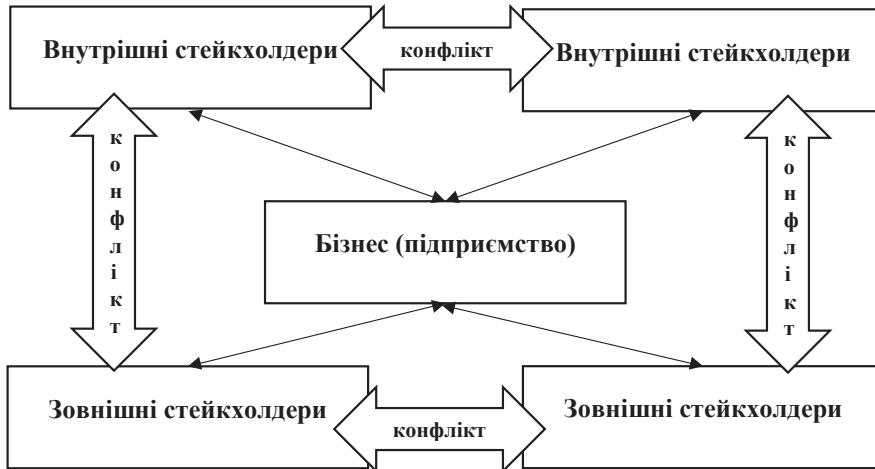 Внутрішні стейкхолдери
конфлікт
Внутрішні стейкхолдери
конфлікт
конфлікт
Бізнес (підприємство)
Зовнішні стейкхолдери
конфлікт
Зовнішні стейкхолдери